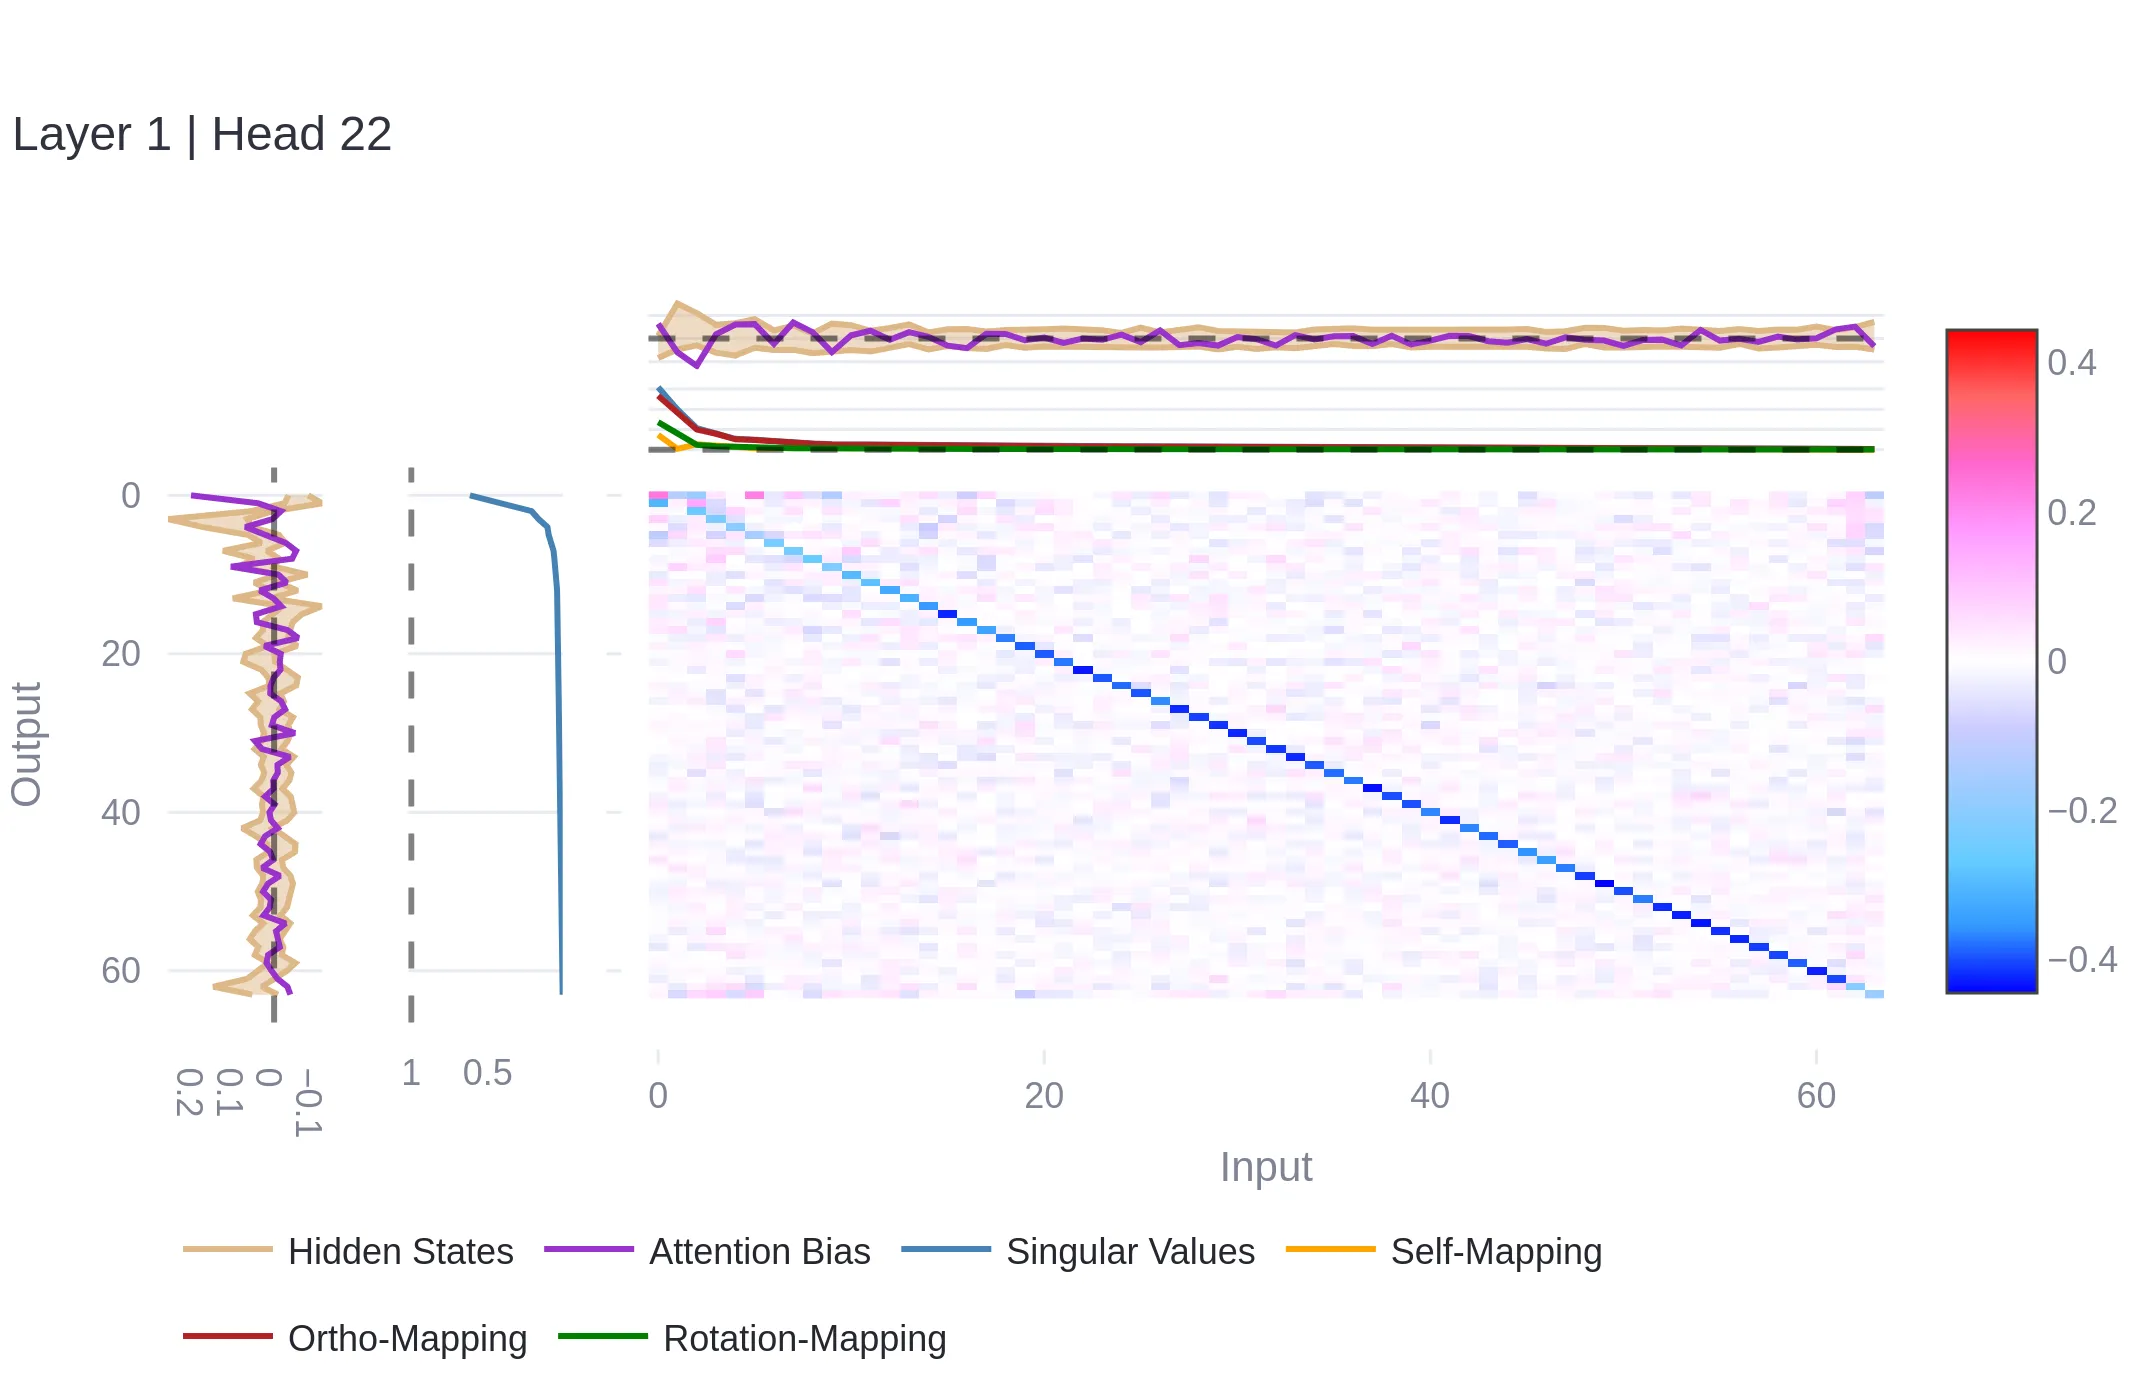 Layer 1 | Head 22
0
20
40
60
Output
0.2
0.1
0
−0.1
1
0.5
0
20
40
60
Input
0.4
0.2
0
−0.2
−0.4
Hidden States
Attention Bias
Singular Values
Self-Mapping
Ortho-Mapping
Rotation-Mapping